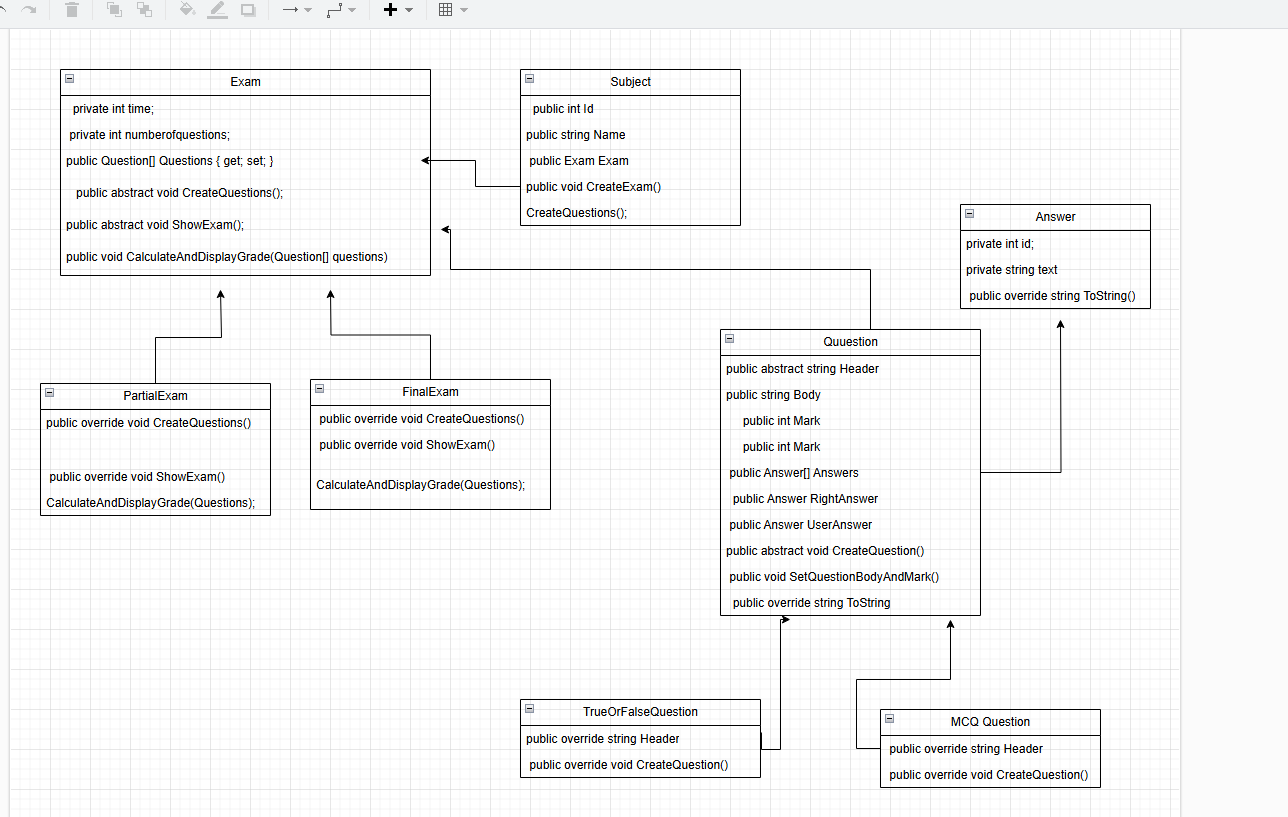 Exam
private int time;
private int numberofquestions;
public Question[] Questions { get; set; }
public abstract void CreateQuestions();
public abstract void ShowExam();
public void CalculateAndDisplayGrade(Question[] questions)
Subject
public int Id
public string Name
public Exam Exam
public void CreateExam()
CreateQuestions();
Answer
private int id;
private string text
public override string ToString()
PartialExam
public override void CreateQuestions()
public override void ShowExam()
CalculateAndDisplayGrade(Questions);
FinalExam
public override void CreateQuestions()
public override void ShowExam()
CalculateAndDisplayGrade(Questions);
Quuestion
public abstract string Header
public string Body
public int Mark
public int Mark
public Answer[] Answers
public Answer RightAnswer
public Answer UserAnswer
public abstract void CreateQuestion()
public void SetQuestionBodyAndMark()
public override string ToString
TrueOrFalseQuestion
public override string Header
public override void CreateQuestion()
MCQ Question
public override string Header
public override void CreateQuestion()